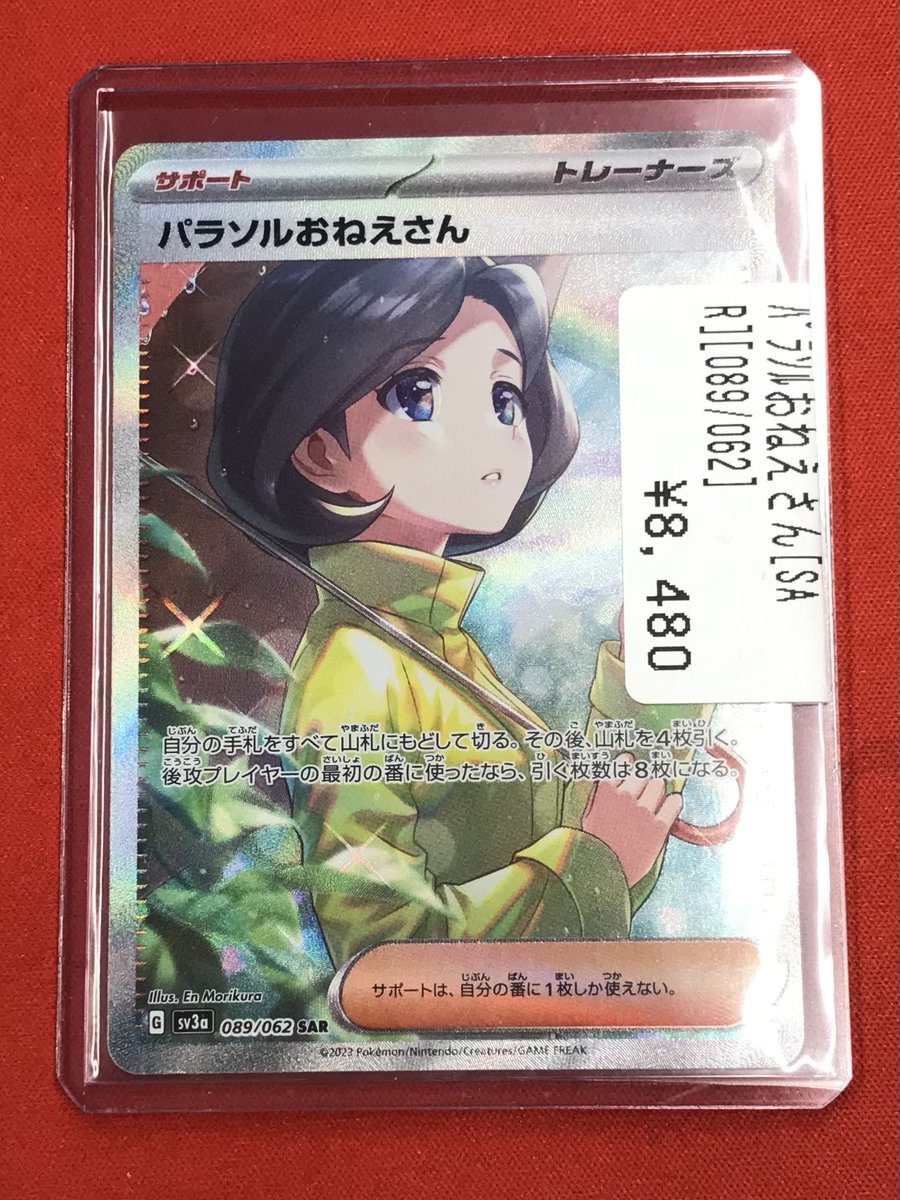 サポート
トレーナーズ
パラソルおねえさん
パラソルおねえさん[SA
R][089/062]
¥8,480
自分の手札をすべて山札にもどして切る。その後、山札を4枚引く。
後攻プレイヤーの最初の番に使ったなら、引く枚数は8枚になる。
サポートは、自分の番に1枚しか使えない。
Illus. En Morikura
G sv3a 089/062 SAR
©2023 Pokémon/Nintendo/Creatures/GAME FREAK